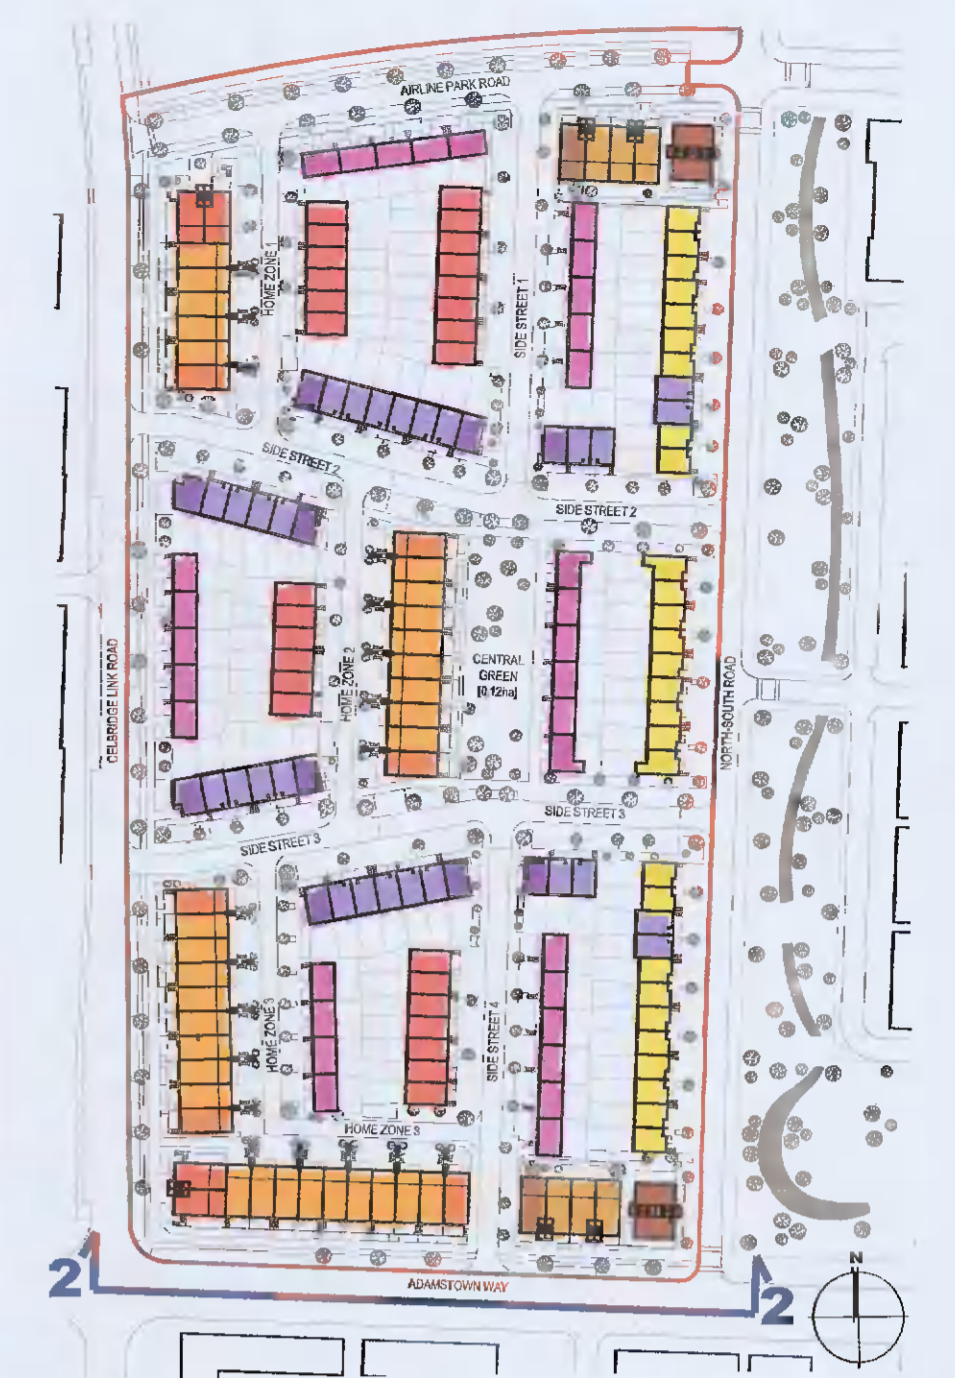 AIRLINE PARK ROAD
HOME ZONE 1
SIDE STREET 1
SIDE STREET 2
SIDE STREET 2
CELBRIDGE LINK ROAD
HOME ZONE 2
CENTRAL
GREEN
[0.12ha]
NORTH-SOUTH ROAD
SIDE STREET 3
SIDE STREET 3
HOME ZONE 3
SIDE STREET 4
HOME ZONE 3
ADAMSTOWN WAY
2
2
N